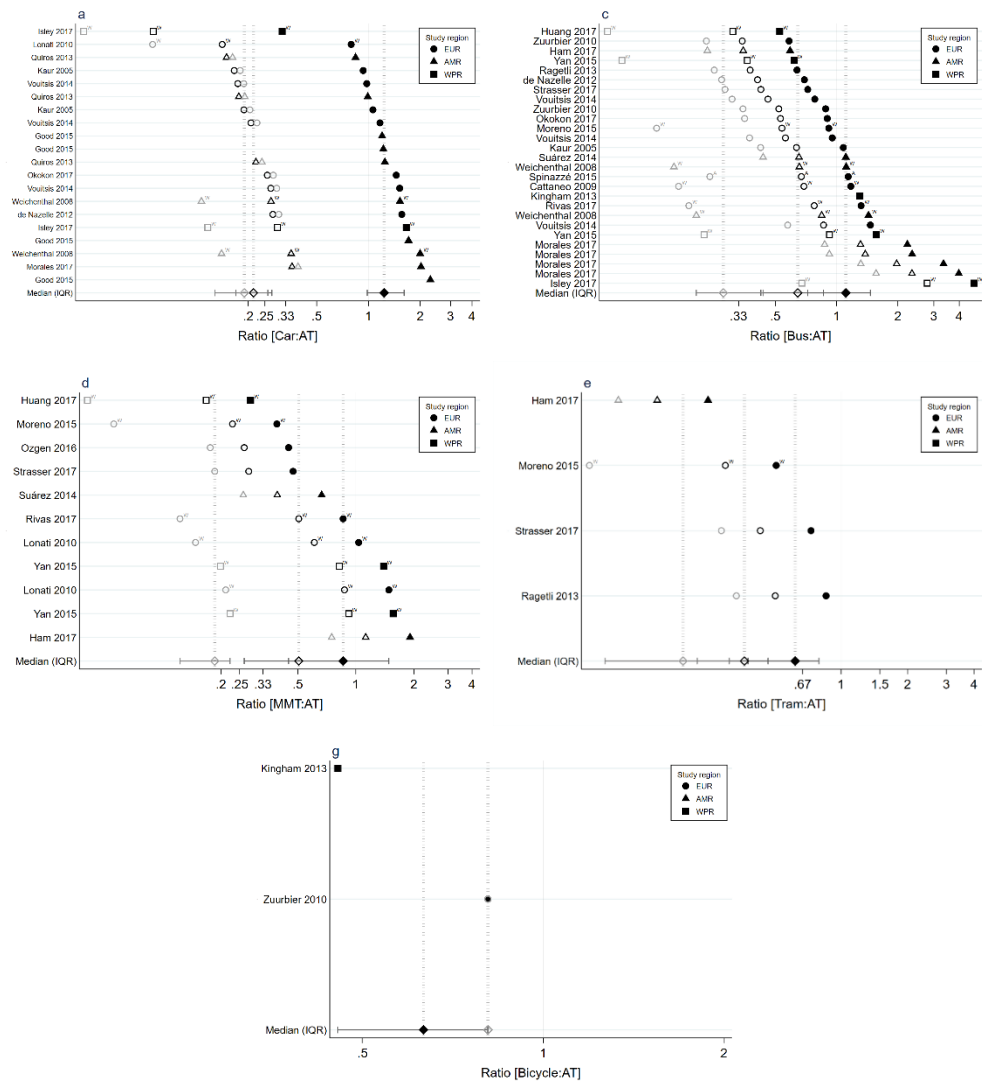 a
Isley 2017
Lonati 2010
Quiros 2013
Kaur 2005
Vouitsis 2014
Quiros 2013
Kaur 2005
Vouitsis 2014
Good 2015
Good 2015
Quiros 2013
Okokon 2017
Vouitsis 2014
Weichenthal 2008
de Nazelle 2012
Isley 2017
Good 2015
Weichenthal 2008
Morales 2017
Good 2015
Median (IQR)
Study region
EUR
AMR
WPR
.2 .25 .33 1 2 4
Ratio [Car:AT]
c
Huang 2017
Zuurbier 2010
Ham 2017
Yan 2015
Ragetli 2013
de Nazelle 2012
Strasser 2017
Vouitsis 2014
Zuurbier 2010
Okokon 2017
Moreno 2015
Vouitsis 2014
Kaur 2005
Suárez 2014
Weichenthal 2008
Spinazzé 2015
Cattaneo 2009
Kingham 2013
Rivas 2017
Weichenthal 2008
Vouitsis 2014
Yan 2015
Morales 2017
Morales 2017
Morales 2017
Morales 2017
Isley 2017
Median (IQR)
Study region
EUR
AMR
WPR
.33 .5 1 2 3 4
Ratio [Bus:AT]
d
Huang 2017
Moreno 2015
Ozgen 2016
Strasser 2017
Suárez 2014
Rivas 2017
Lonati 2010
Yan 2015
Lonati 2010
Yan 2015
Ham 2017
Median (IQR)
Study region
EUR
AMR
WPR
.2 .25 .33 .5 1 2 3 4
Ratio [MMT:AT]
e
Ham 2017
Moreno 2015
Strasser 2017
Ragetli 2013
Median (IQR)
Study region
EUR
AMR
WPR
.67 1 1.5 2 3 4
Ratio [Tram:AT]
g
Kingham 2013
Zuurbier 2010
Median (IQR)
Study region
EUR
AMR
WPR
.5 1 2
Ratio [Bicycle:AT]